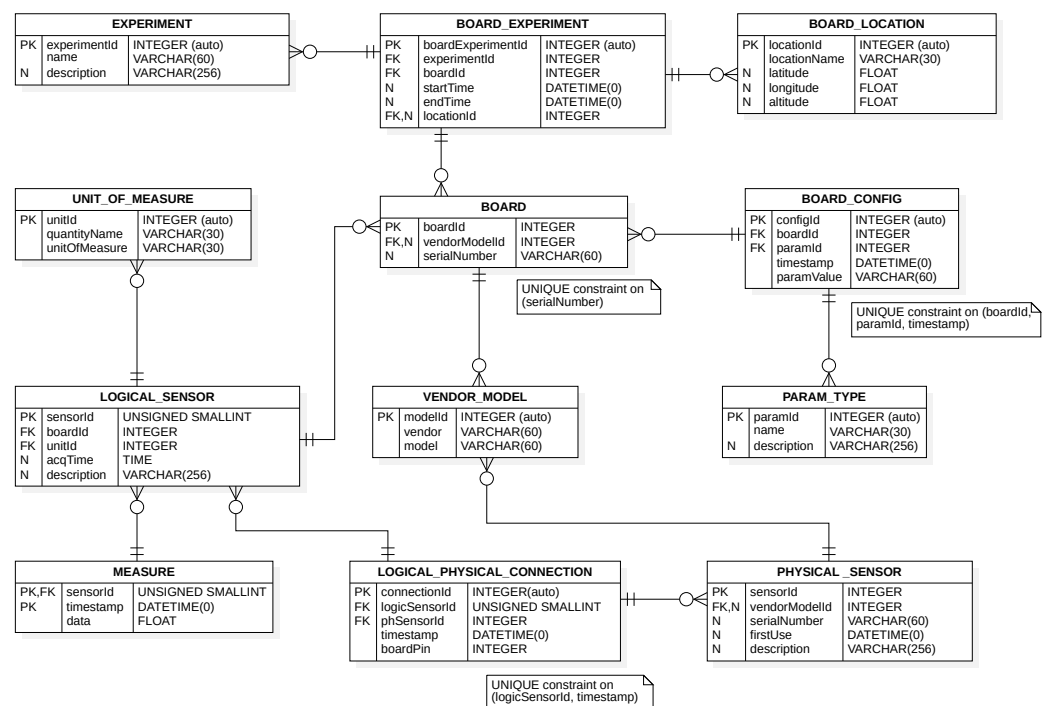 EXPERIMENT
PK experimentId INTEGER (auto)
name VARCHAR(60)
N description VARCHAR(256)
BOARD_EXPERIMENT
PK boardExperimentId INTEGER (auto)
FK experimentId INTEGER
FK boardId INTEGER
N startTime DATETIME(0)
N endTime DATETIME(0)
FK,N locationId INTEGER
BOARD_LOCATION
PK locationId INTEGER (auto)
locationName VARCHAR(30)
N latitude FLOAT
N longitude FLOAT
N altitude FLOAT
UNIT_OF_MEASURE
PK unitId INTEGER (auto)
quantityName VARCHAR(30)
unitOfMeasure VARCHAR(30)
BOARD
PK boardId INTEGER
FK,N vendorModelId INTEGER
N serialNumber VARCHAR(60)
UNIQUE constraint on
(serialNumber)
BOARD_CONFIG
PK configId INTEGER (auto)
FK boardId INTEGER
FK paramId INTEGER
timestamp DATETIME(0)
paramValue VARCHAR(60)
UNIQUE constraint on (boardId,
paramId, timestamp)
LOGICAL_SENSOR
PK sensorId UNSIGNED SMALLINT
FK boardId INTEGER
FK unitId INTEGER
N acqTime TIME
N description VARCHAR(256)
VENDOR_MODEL
PK modelId INTEGER (auto)
vendor VARCHAR(60)
model VARCHAR(60)
PARAM_TYPE
PK paramId INTEGER (auto)
name VARCHAR(30)
N description VARCHAR(256)
MEASURE
PK,FK sensorId UNSIGNED SMALLINT
PK timestamp DATETIME(0)
data FLOAT
LOGICAL_PHYSICAL_CONNECTION
PK connectionId INTEGER(auto)
FK logicSensorId UNSIGNED SMALLINT
FK phSensorId INTEGER
timestamp DATETIME(0)
boardPin INTEGER
UNIQUE constraint on
(logicSensorId, timestamp)
PHYSICAL _SENSOR
PK sensorId INTEGER
FK,N vendorModelId INTEGER
N serialNumber VARCHAR(60)
N firstUse DATETIME(0)
N description VARCHAR(256)